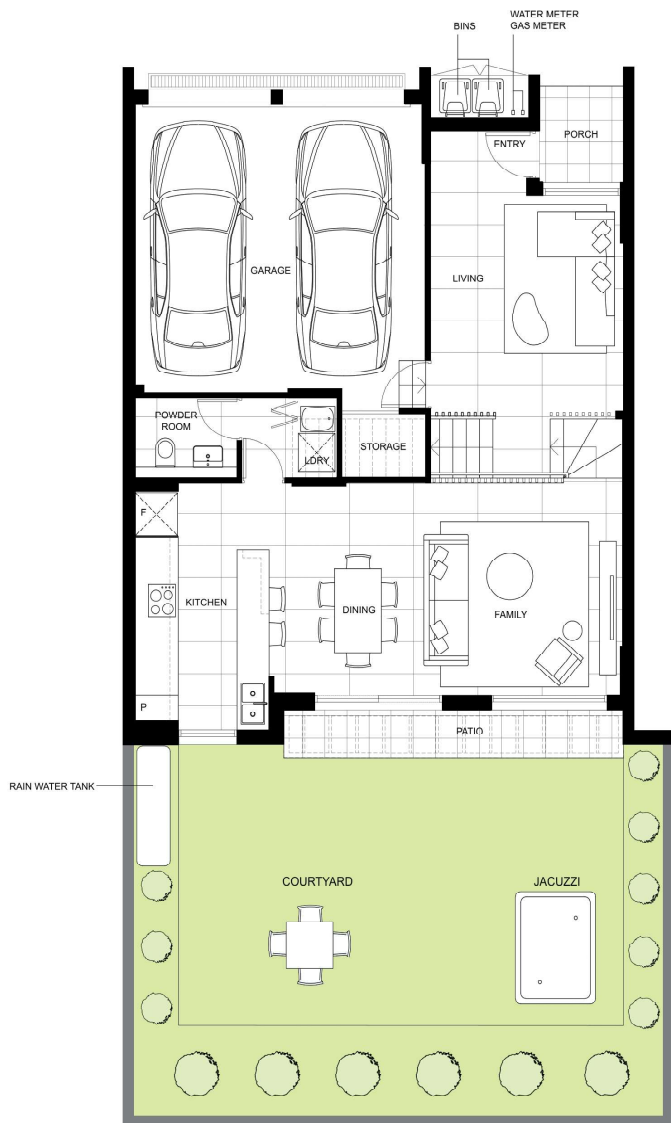 WATER METER
GAS METER
BINS
ENTRY
PORCH
GARAGE
LIVING
POWDER
ROOM
LDRY
STORAGE
F
KITCHEN
DINING
FAMILY
P
PATIO
RAIN WATER TANK
COURTYARD
JACUZZI